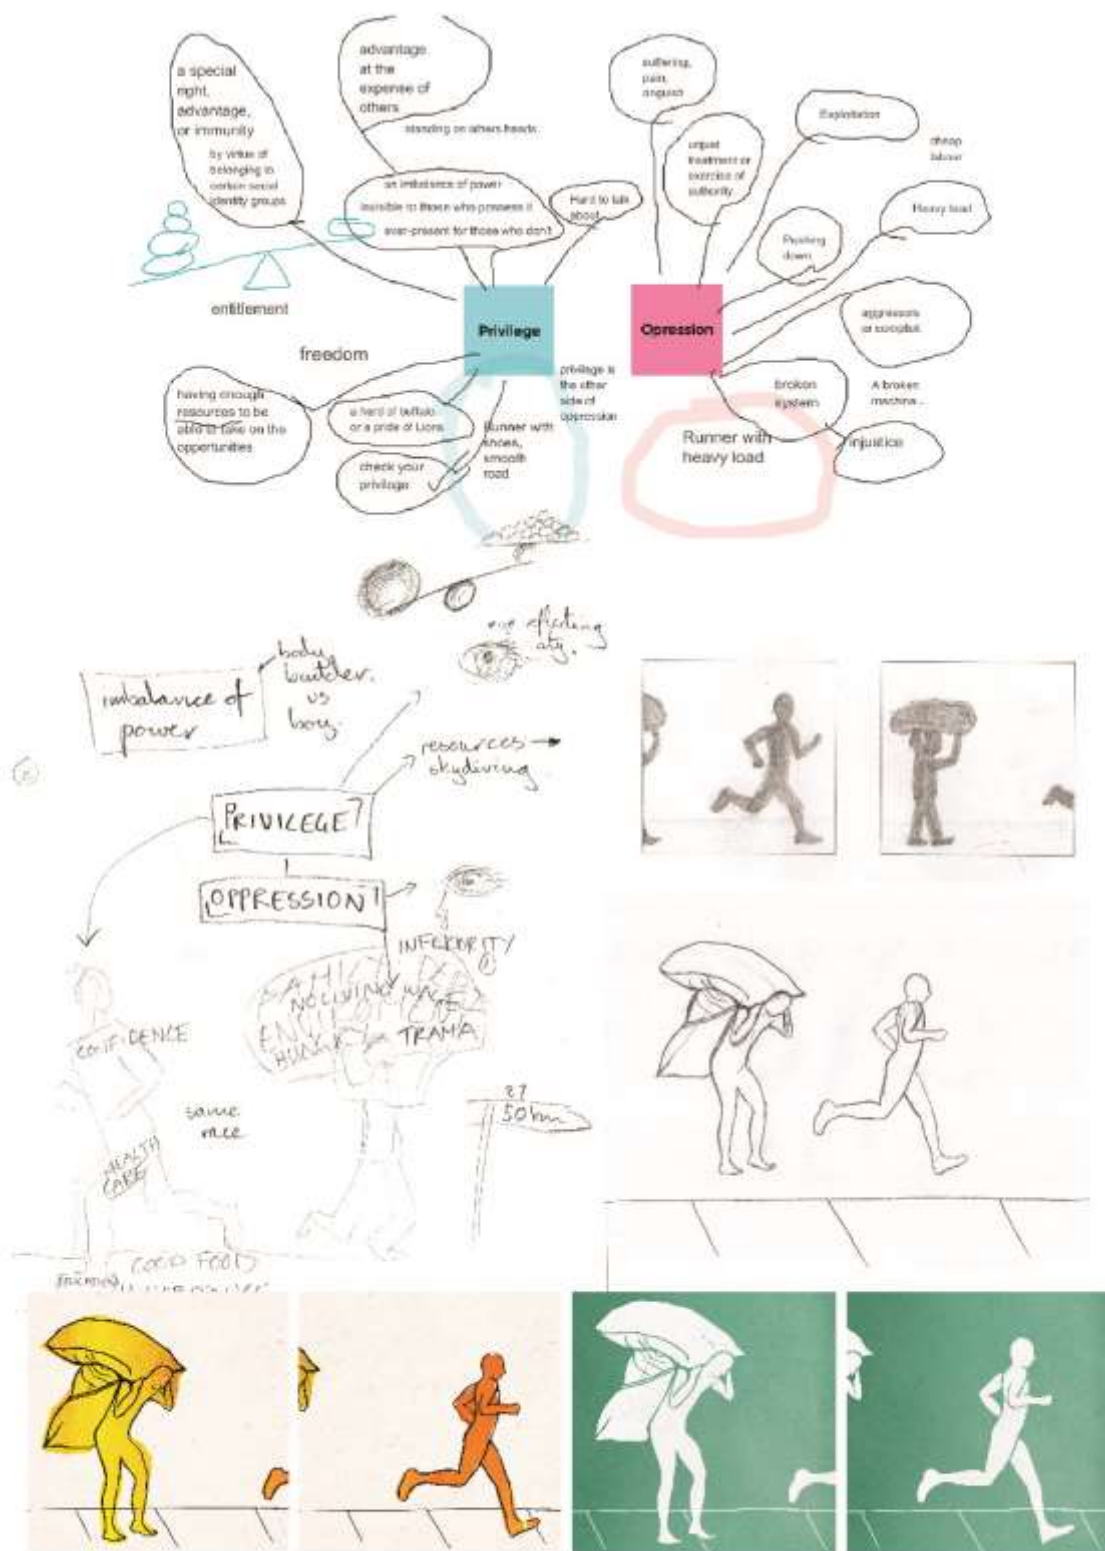 a special
right,
advantage,
or immunity
by virtue of
belonging to
certain social
identity groups
advantage
at the
expense of
others
standing on others heads
an imbalance of power
invisible to those who possess it
ever-present for those who don't
Hard to talk
about
entitlement
freedom
Privilege
having enough
resources to be
able to take on the
opportunities
a herd of buffalo
or a pride of Lions
check your
privilege
Runner with
shoes,
smooth
road
privilege is
the other
side of
oppression
suffering,
pain,
anguish
unjust
treatment or
exercise of
authority
Exploitation
cheap
labour
Heavy load
Pushing
down
Opression
aggressors
or
broken
system
A broken
machine...
injustice
Runner with
heavy load
imbalance of
power
body
builder.
vs
boy.
eye
resources
skydiving
PRIVILEGE
OPPRESSION
INFERIORITY
NO LIVING WAGE
TRAMA
CONFIDENCE
same
race
HEALTH
CARE
50 km
GOOD FOOD
EDUCATION